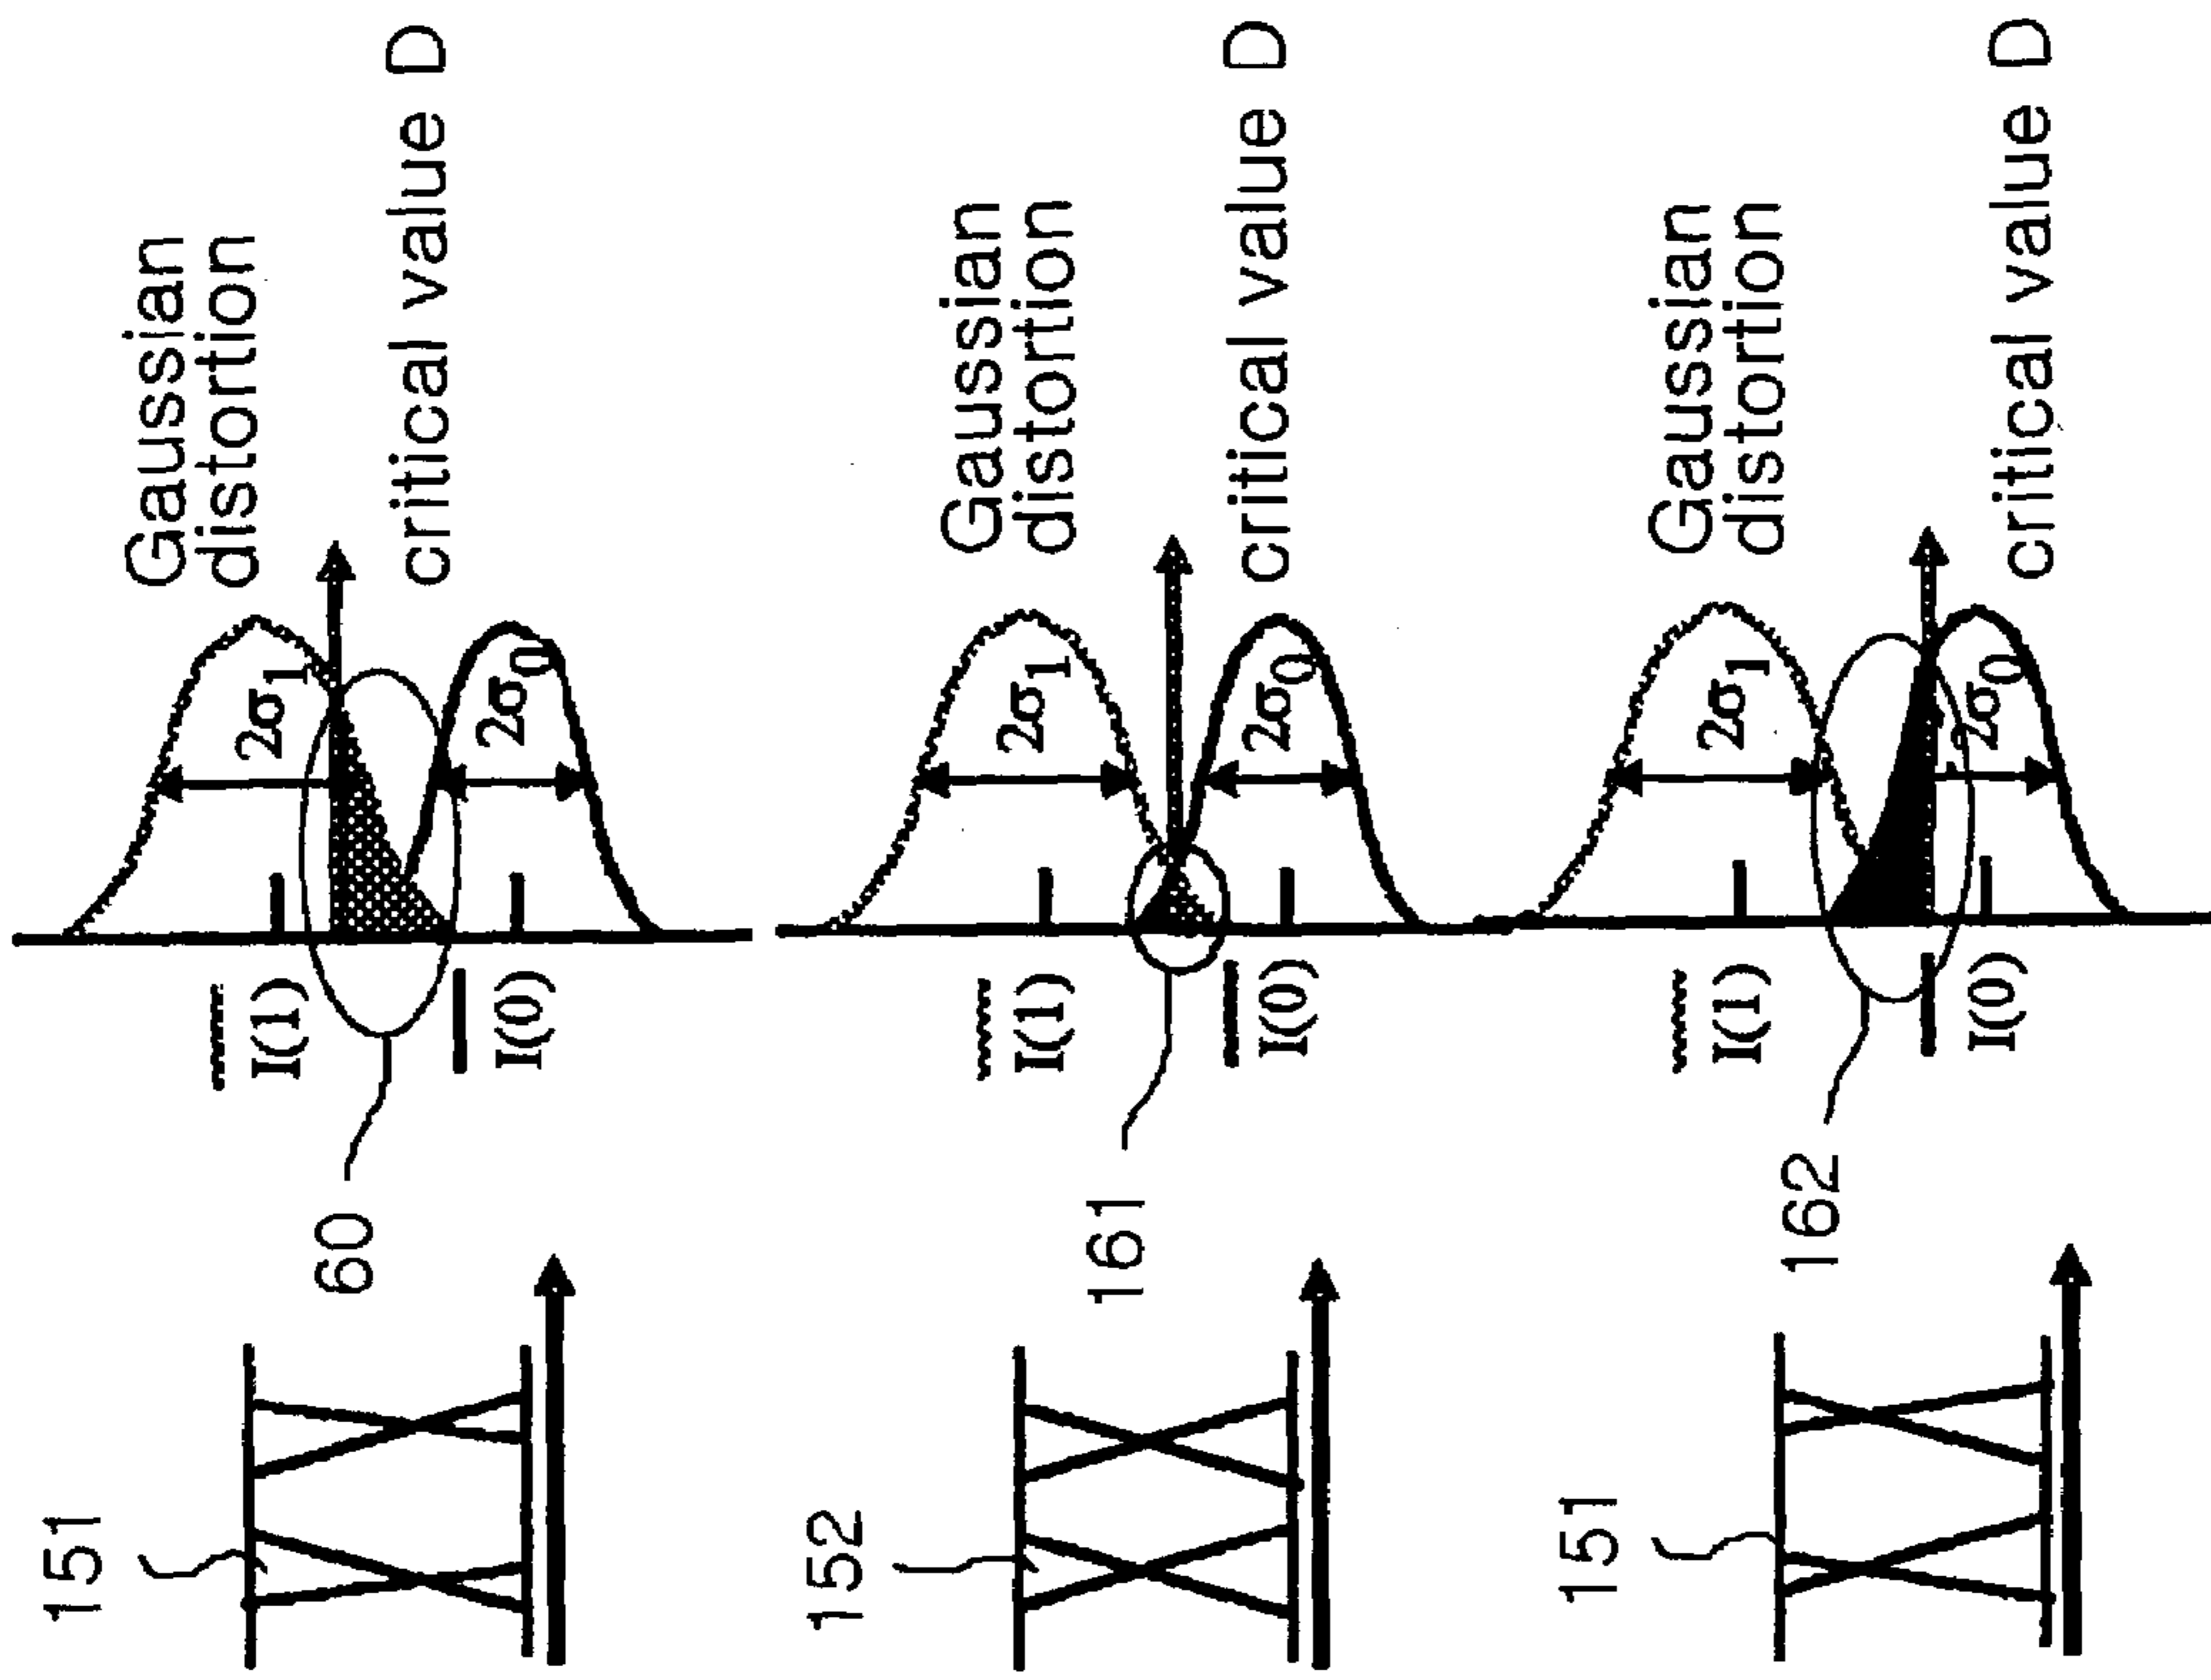 151
60
I(1)
I(0)
2σ1
2σ0
Gaussian
distortion
critical value D
152
161
I(1)
I(0)
2σ1
2σ0
Gaussian
distortion
critical value D
151
162
I(1)
I(0)
2σ1
2σ0
Gaussian
distortion
critical value D